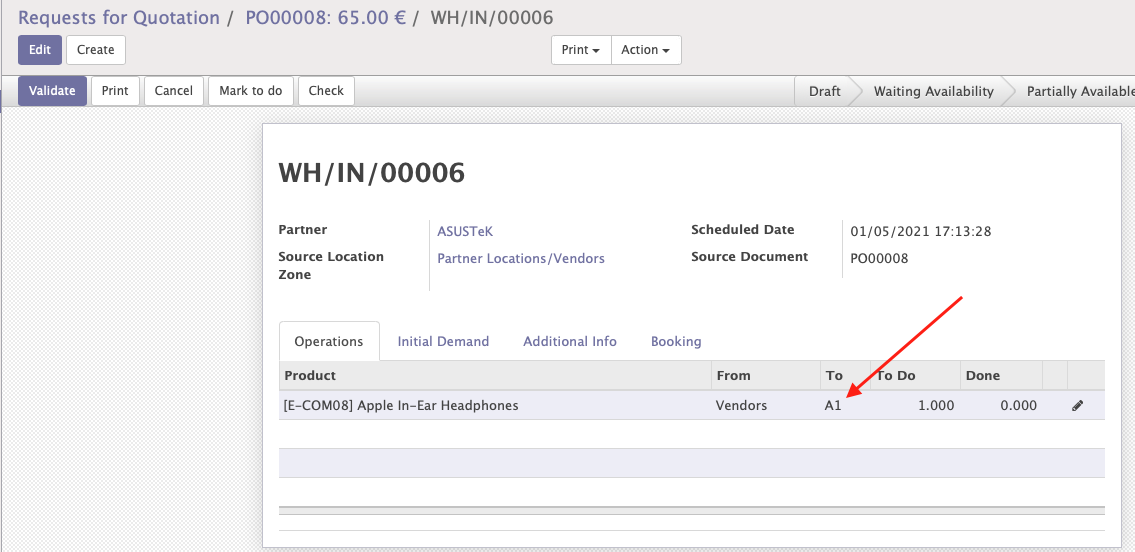 Requests for Quotation / PO00008: 65.00 € / WH/IN/00006
Edit Create Print Action
Validate Print Cancel Mark to do Check Draft Waiting Availability Partially Available
WH/IN/00006
Partner ASUSTeK Scheduled Date 01/05/2021 17:13:28
Source Location Zone Partner Locations/Vendors Source Document PO00008
Operations Initial Demand Additional Info Booking
Product From To To Do Done
[E-COM08] Apple In-Ear Headphones Vendors A1 1.000 0.000